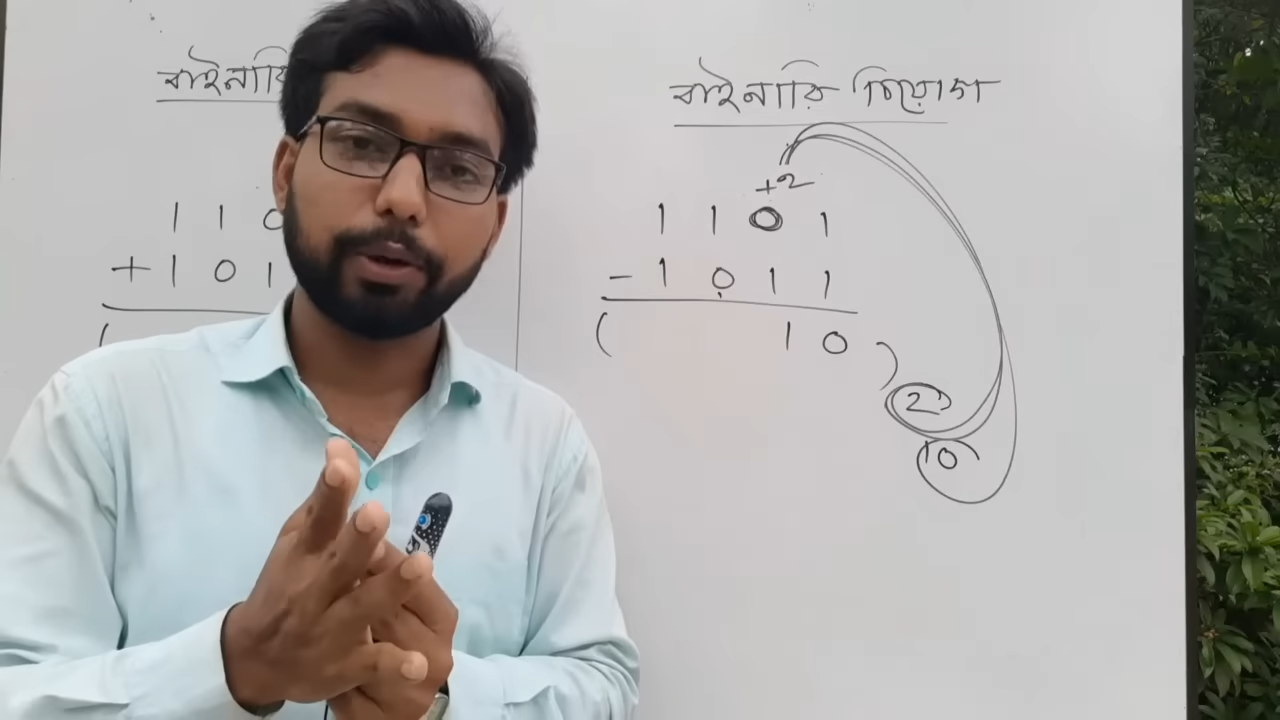 বাইনারি
1 1 0
+ 1 0 1
(
বাইনারি বিয়োগ
+2
1 1 0 1
- 1 0 1 1
( 1 0 )
2
10